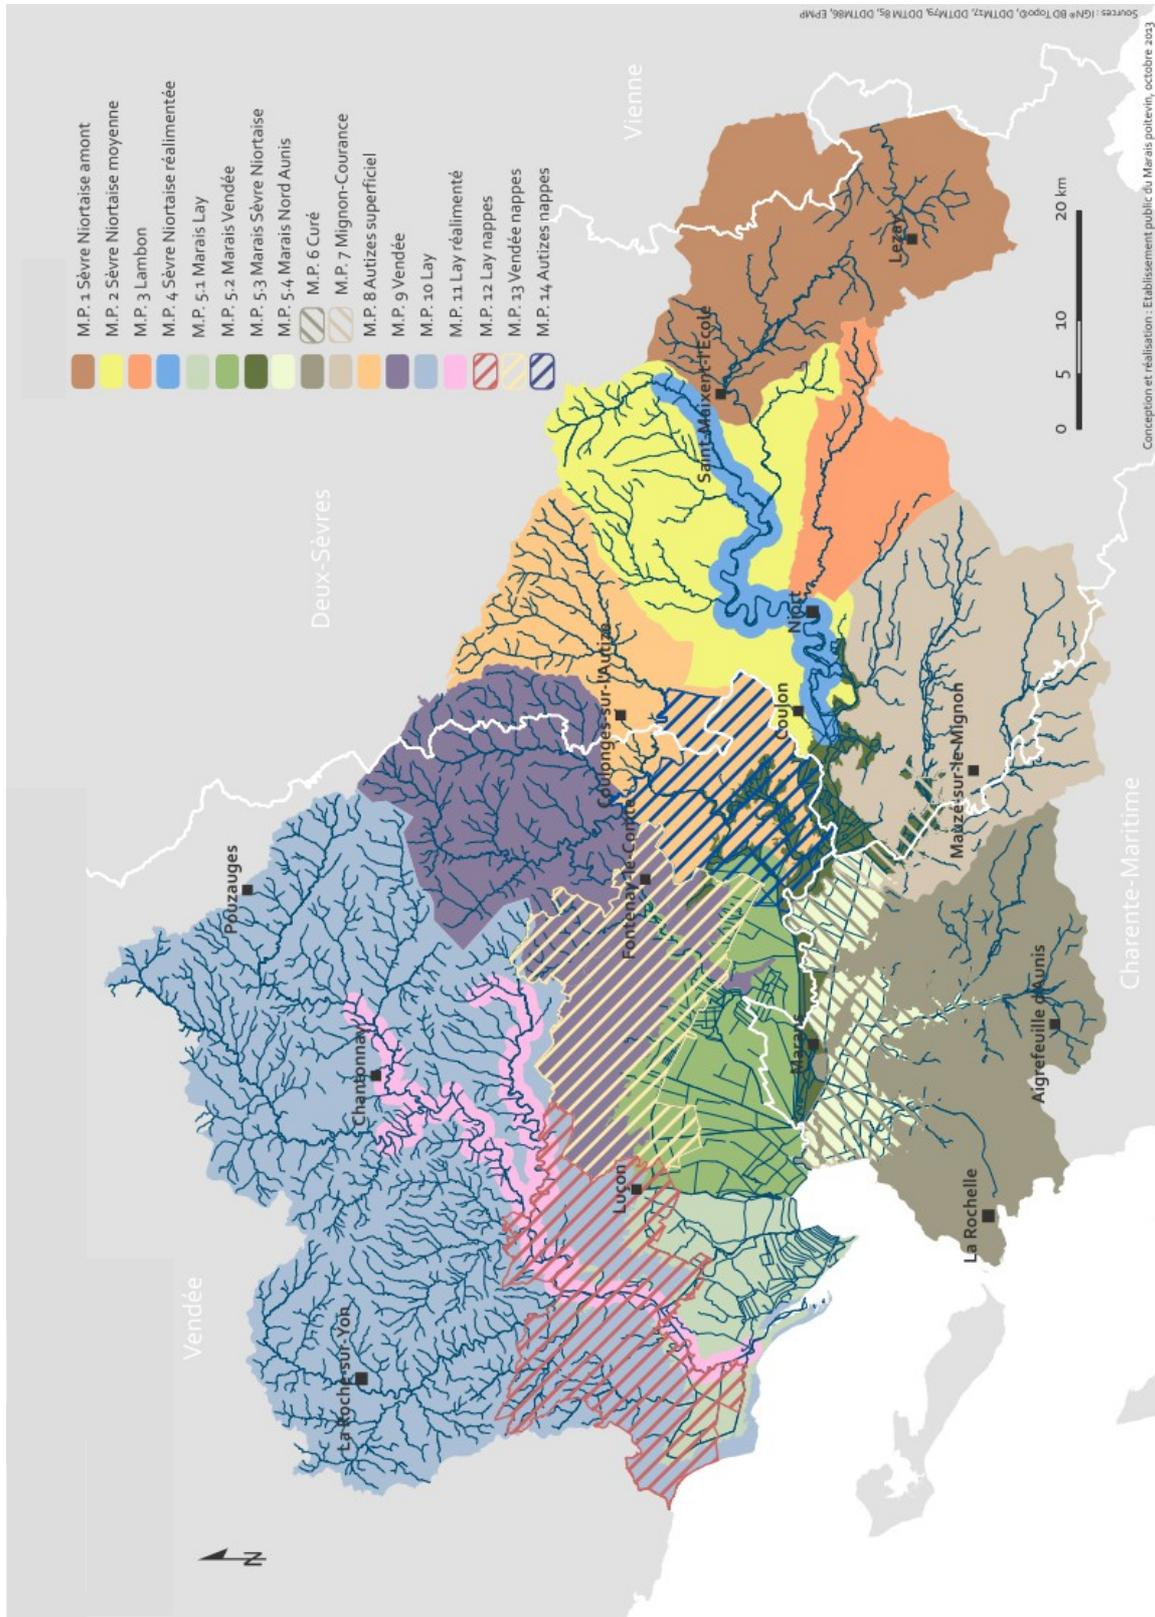 M.P. 1 Sèvre Niortaise amont
M.P. 2 Sèvre Niortaise moyenne
M.P. 3 Lambon
M.P. 4 Sèvre Niortaise réalimentée
M.P. 5.1 Marais Lay
M.P. 5.2 Marais Vendée
M.P. 5.3 Marais Sèvre Niortaise
M.P. 5.4 Marais Nord Aunis
M.P. 6 Curé
M.P. 7 Mignon-Courance
M.P. 8 Autizes superficiel
M.P. 9 Vendée
M.P. 10 Lay
M.P. 11 Lay réalimenté
M.P. 12 Lay nappes
M.P. 13 Vendée nappes
M.P. 14 Autizes nappes
N
Vendée
Deux-Sèvres
Vienne
Charente-Maritime
Pouzauges
Chantonnay
La Roche-sur-Yon
Coulonges-sur-l'Autize
Fontenay-le-Comte
Luçon
Saint-Maixent-l'École
Lezay
Niort
Coulon
Marans
Mauzé-sur-le-Mignon
Aigrefeuille d'Aunis
La Rochelle
0 5 10 20 km
Sources : IGN® BD Topo©, DDTM17, DDTM79, DDTM 85, DDTM86, EPMP
Conception et réalisation : Etablissement public du Marais poitevin, octobre 2013